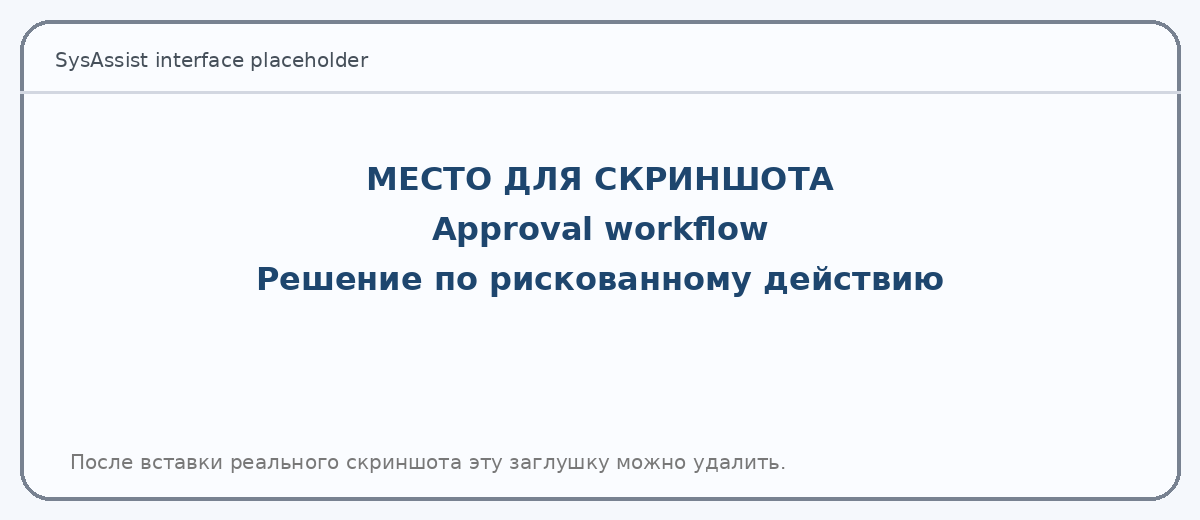 SysAssist interface placeholder
МЕСТО ДЛЯ СКРИНШОТА
Approval workflow
Решение по рискованному действию
После вставки реального скриншота эту заглушку можно удалить.